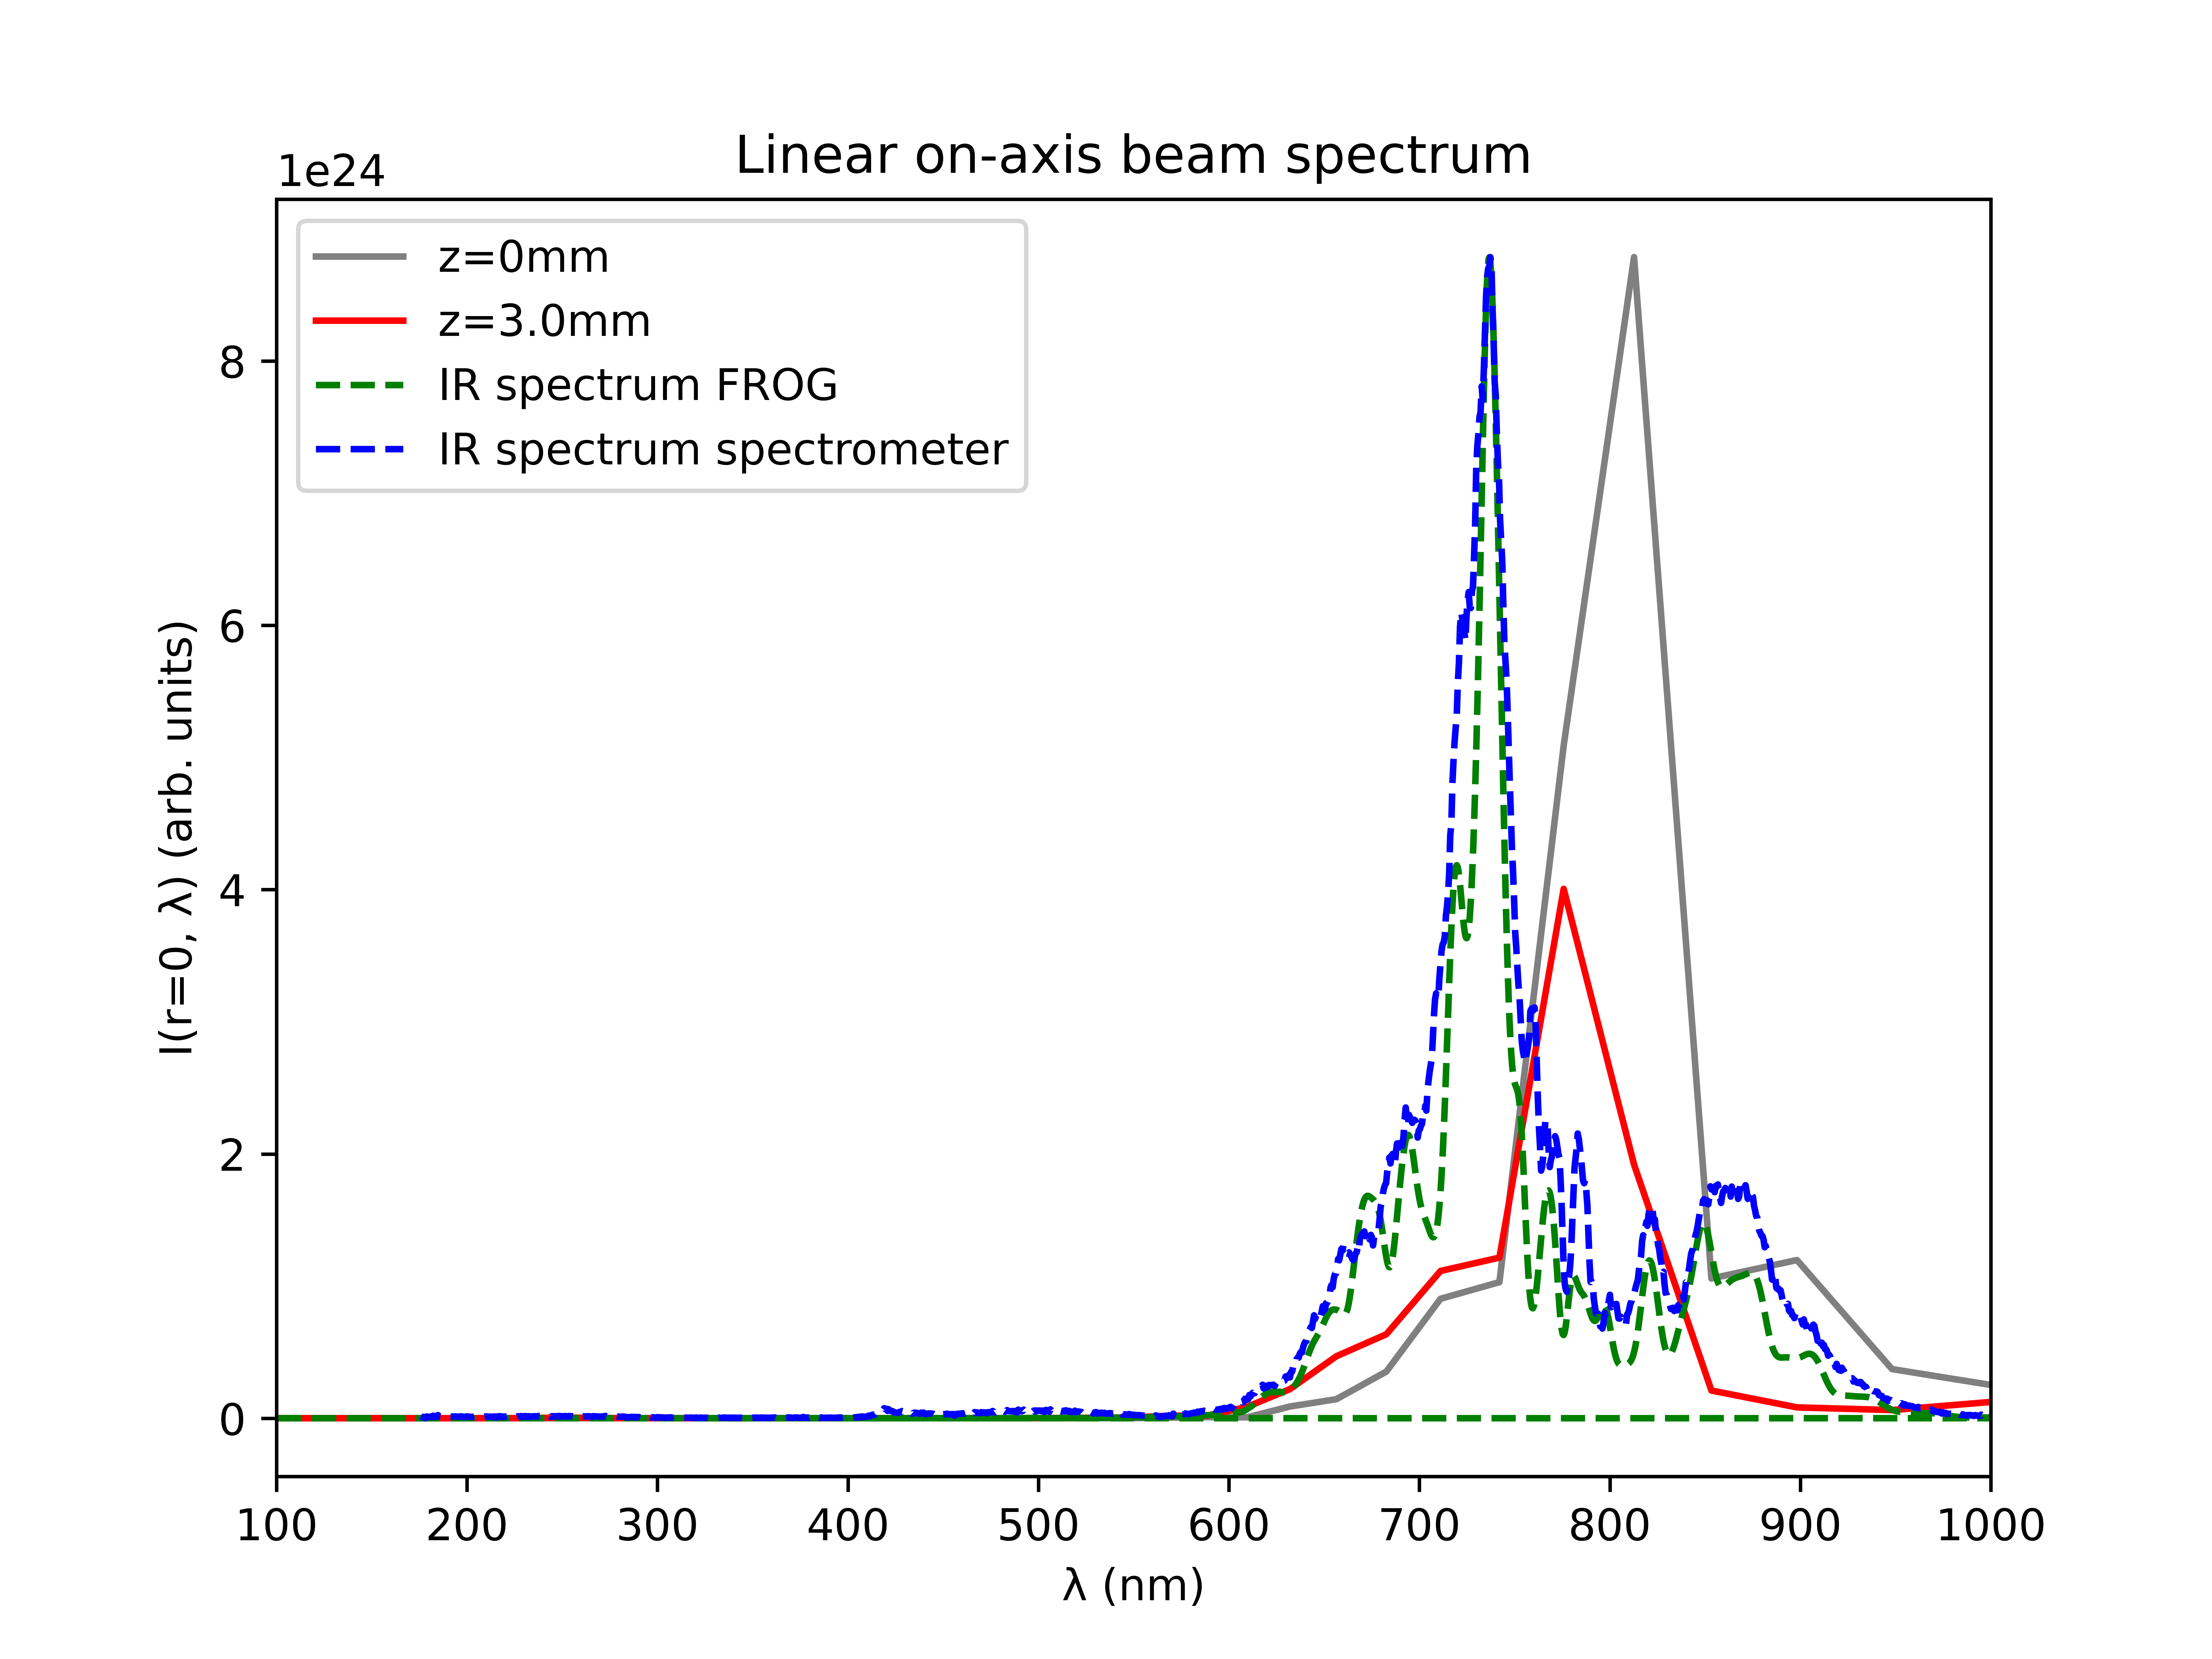 Linear on-axis beam spectrum
1e24
z=0mm
z=3.0mm
IR spectrum FROG
IR spectrum spectrometer
8
6
4
2
0
I(r=0, λ) (arb. units)
100 200 300 400 500 600 700 800 900 1000
λ (nm)